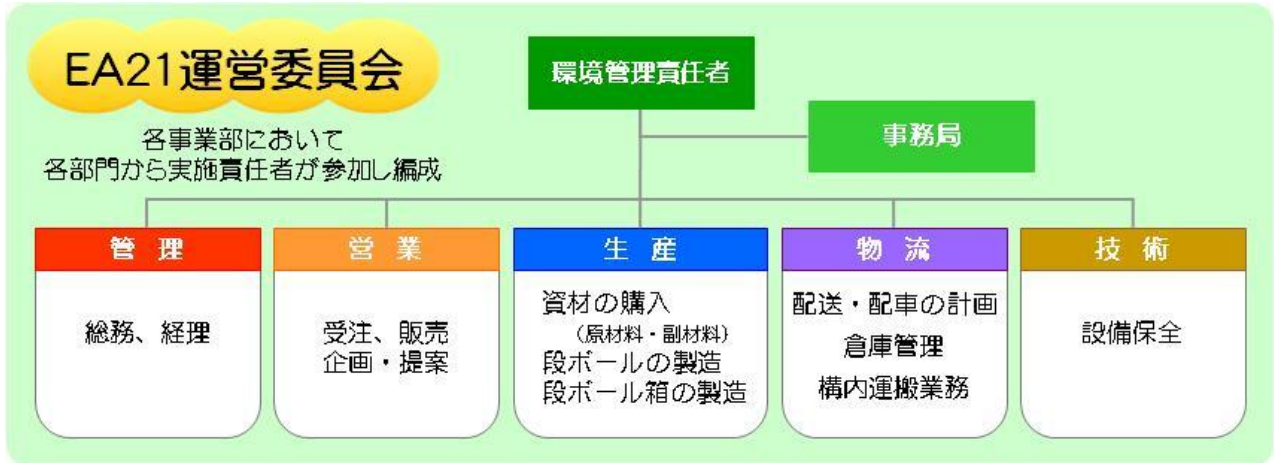 EA21運営委員会
各事業部において
各部門から実施責任者が参加し編成
環境管理責任者
事務局
管 理
総務、経理
営 業
受注、販売
企画・提案
生 産
資材の購入
（原材料・副材料）
段ボールの製造
段ボール箱の製造
物 流
配送・配車の計画
倉庫管理
構内運搬業務
技 術
設備保全